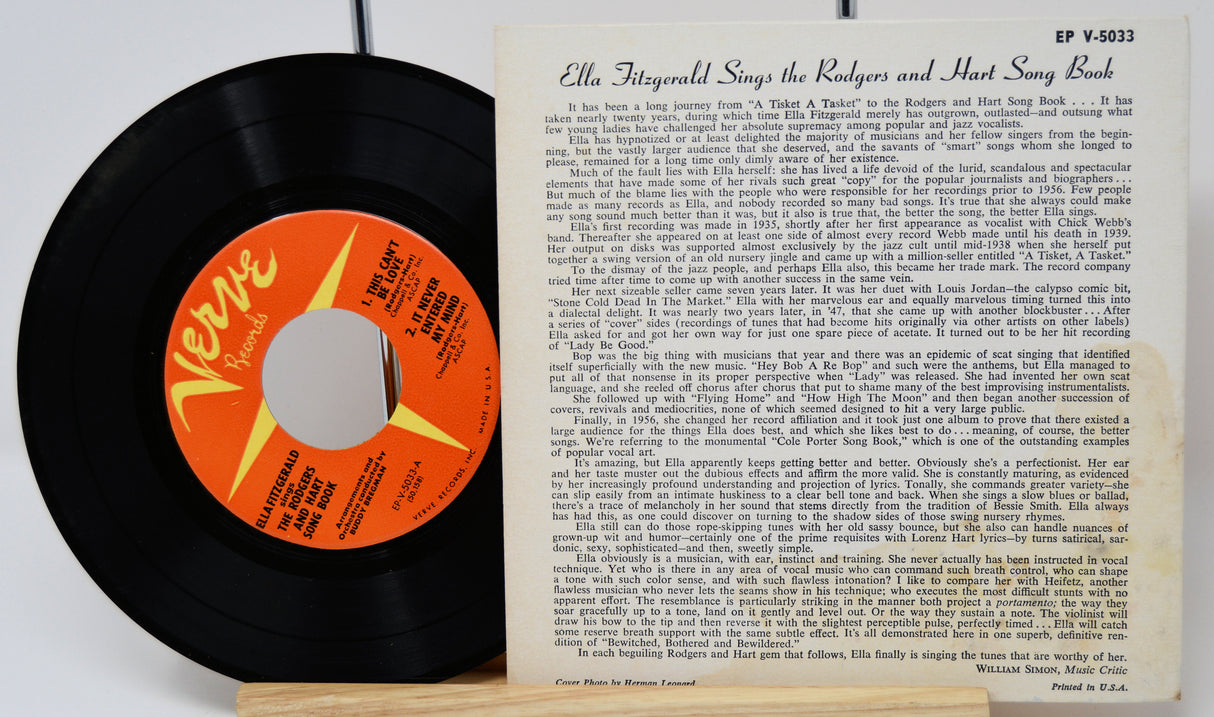 Verve
Records
1. THIS CAN'T
BE LOVE
(Rodgers-Hart)
Chappell & Co. Inc.
ASCAP
2. IT NEVER
ENTERED
MY MIND
(Rodgers-Hart)
Chappell & Co. Inc.
ASCAP
ELLA FITZGERALD
sings
THE RODGERS
AND HART
SONG BOOK
Arrangements and
Orchestra conducted by
BUDDY BREGMAN
EP-V-5033-A
(50,158)
VERVE RECORDS, INC. MADE IN U.S.A.
EP V-5033
Ella Fitzgerald Sings the Rodgers and Hart Song Book
It has been a long journey from “A Tisket A Tasket” to the Rodgers and Hart Song Book . . . It has
taken nearly twenty years, during which time Ella Fitzgerald merely has outgrown, outlasted—and outsung what
few young ladies have challenged her absolute supremacy among popular and jazz vocalists.
Ella has hypnotized or at least delighted the majority of musicians and her fellow singers from the begin-
ning, but the vastly larger audience that she deserved, and the savants of “smart” songs whom she longed to
please, remained for a long time only dimly aware of her existence.
Much of the fault lies with Ella herself: she has lived a life devoid of the lurid, scandalous and spectacular
elements that have made some of her rivals such great “copy” for the popular journalists and biographers . . .
But much of the blame lies with the people who were responsible for her recordings prior to 1956. Few people
made as many records as Ella, and nobody recorded so many bad songs. It's true that she always could make
any song sound much better than it was, but it also is true that, the better the song, the better Ella sings.
Ella's first recording was made in 1935, shortly after her first appearance as vocalist with Chick Webb's
band. Thereafter she appeared on at least one side of almost every record Webb made until his death in 1939.
Her output on disks was supported almost exclusively by the jazz cult until mid-1938 when she herself put
together a swing version of an old nursery jingle and came up with a million-seller entitled “A Tisket, A Tasket.”
To the dismay of the jazz people, and perhaps Ella also, this became her trade mark. The record company
tried time after time to come up with another success in the same vein.
Her next sizeable seller came seven years later. It was her duet with Louis Jordan—the calypso comic bit,
“Stone Cold Dead In The Market.” Ella with her marvelous ear and equally marvelous timing turned this into
a dialectal delight. It was nearly two years later, in '47, that she came up with another blockbuster . . . After
a series of “cover” sides (recordings of tunes that had become hits originally via other artists on other labels)
Ella asked for and got her own way for just one spare piece of acetate. It turned out to be her hit recording
of “Lady Be Good.”
Bop was the big thing with musicians that year and there was an epidemic of scat singing that identified
itself superficially with the new music. “Hey Bob A Re Bop” and such were the anthems, but Ella managed to
put all of that nonsense in its proper perspective when “Lady” was released. She had invented her own scat
language, and she reeled off chorus after chorus that put to shame many of the best improvising instrumentalists.
She followed up with “Flying Home” and “How High The Moon” and then began another succession of
covers, revivals and mediocrities, none of which seemed designed to hit a very large public.
Finally, in 1956, she changed her record affiliation and it took just one album to prove that there existed a
large audience for the things Ella does best, and which she likes best to do . . . meaning, of course, the better
songs. We're referring to the monumental “Cole Porter Song Book,” which is one of the outstanding examples
of popular vocal art.
It's amazing, but Ella apparently keeps getting better and better. Obviously she's a perfectionist. Her ear
and her taste muster out the dubious effects and affirm the more valid. She is constantly maturing, as evidenced
by her increasingly profound understanding and projection of lyrics. Tonally, she commands greater variety—she
can slip easily from an intimate huskiness to a clear bell tone and back. When she sings a slow blues or ballad,
there's a trace of melancholy in her sound that stems directly from the tradition of Bessie Smith. Ella always
has had this, as one could discover on turning to the shadow sides of those swing nursery rhymes.
Ella still can do those rope-skipping tunes with her old sassy bounce, but she also can handle nuances of
grown-up wit and humor—certainly one of the prime requisites with Lorenz Hart lyrics—by turns satirical, sar-
donic, sexy, sophisticated—and then, sweetly simple.
Ella obviously is a musician, with ear, instinct and training. She never actually has been instructed in vocal
technique. Yet who is there in any area of vocal music who can command such breath control, who can shape
a tone with such color sense, and with such flawless intonation? I like to compare her with Heifetz, another
flawless musician who never lets the seams show in his technique; who executes the most difficult stunts with no
apparent effort. The resemblance is particularly striking in the manner both project a portamento; the way they
soar gracefully up to a tone, land on it gently and level out. Or the way they sustain a note. The violinist will
draw his bow to the tip and then reverse it with the slightest perceptible pulse, perfectly timed . . . Ella will catch
some reserve breath support with the same subtle effect. It's all demonstrated here in one superb, definitive ren-
dition of “Bewitched, Bothered and Bewildered.”
In each beguiling Rodgers and Hart gem that follows, Ella finally is singing the tunes that are worthy of her.
WILLIAM SIMON, Music Critic
Cover Photo by Herman Leonard
Printed in U.S.A.